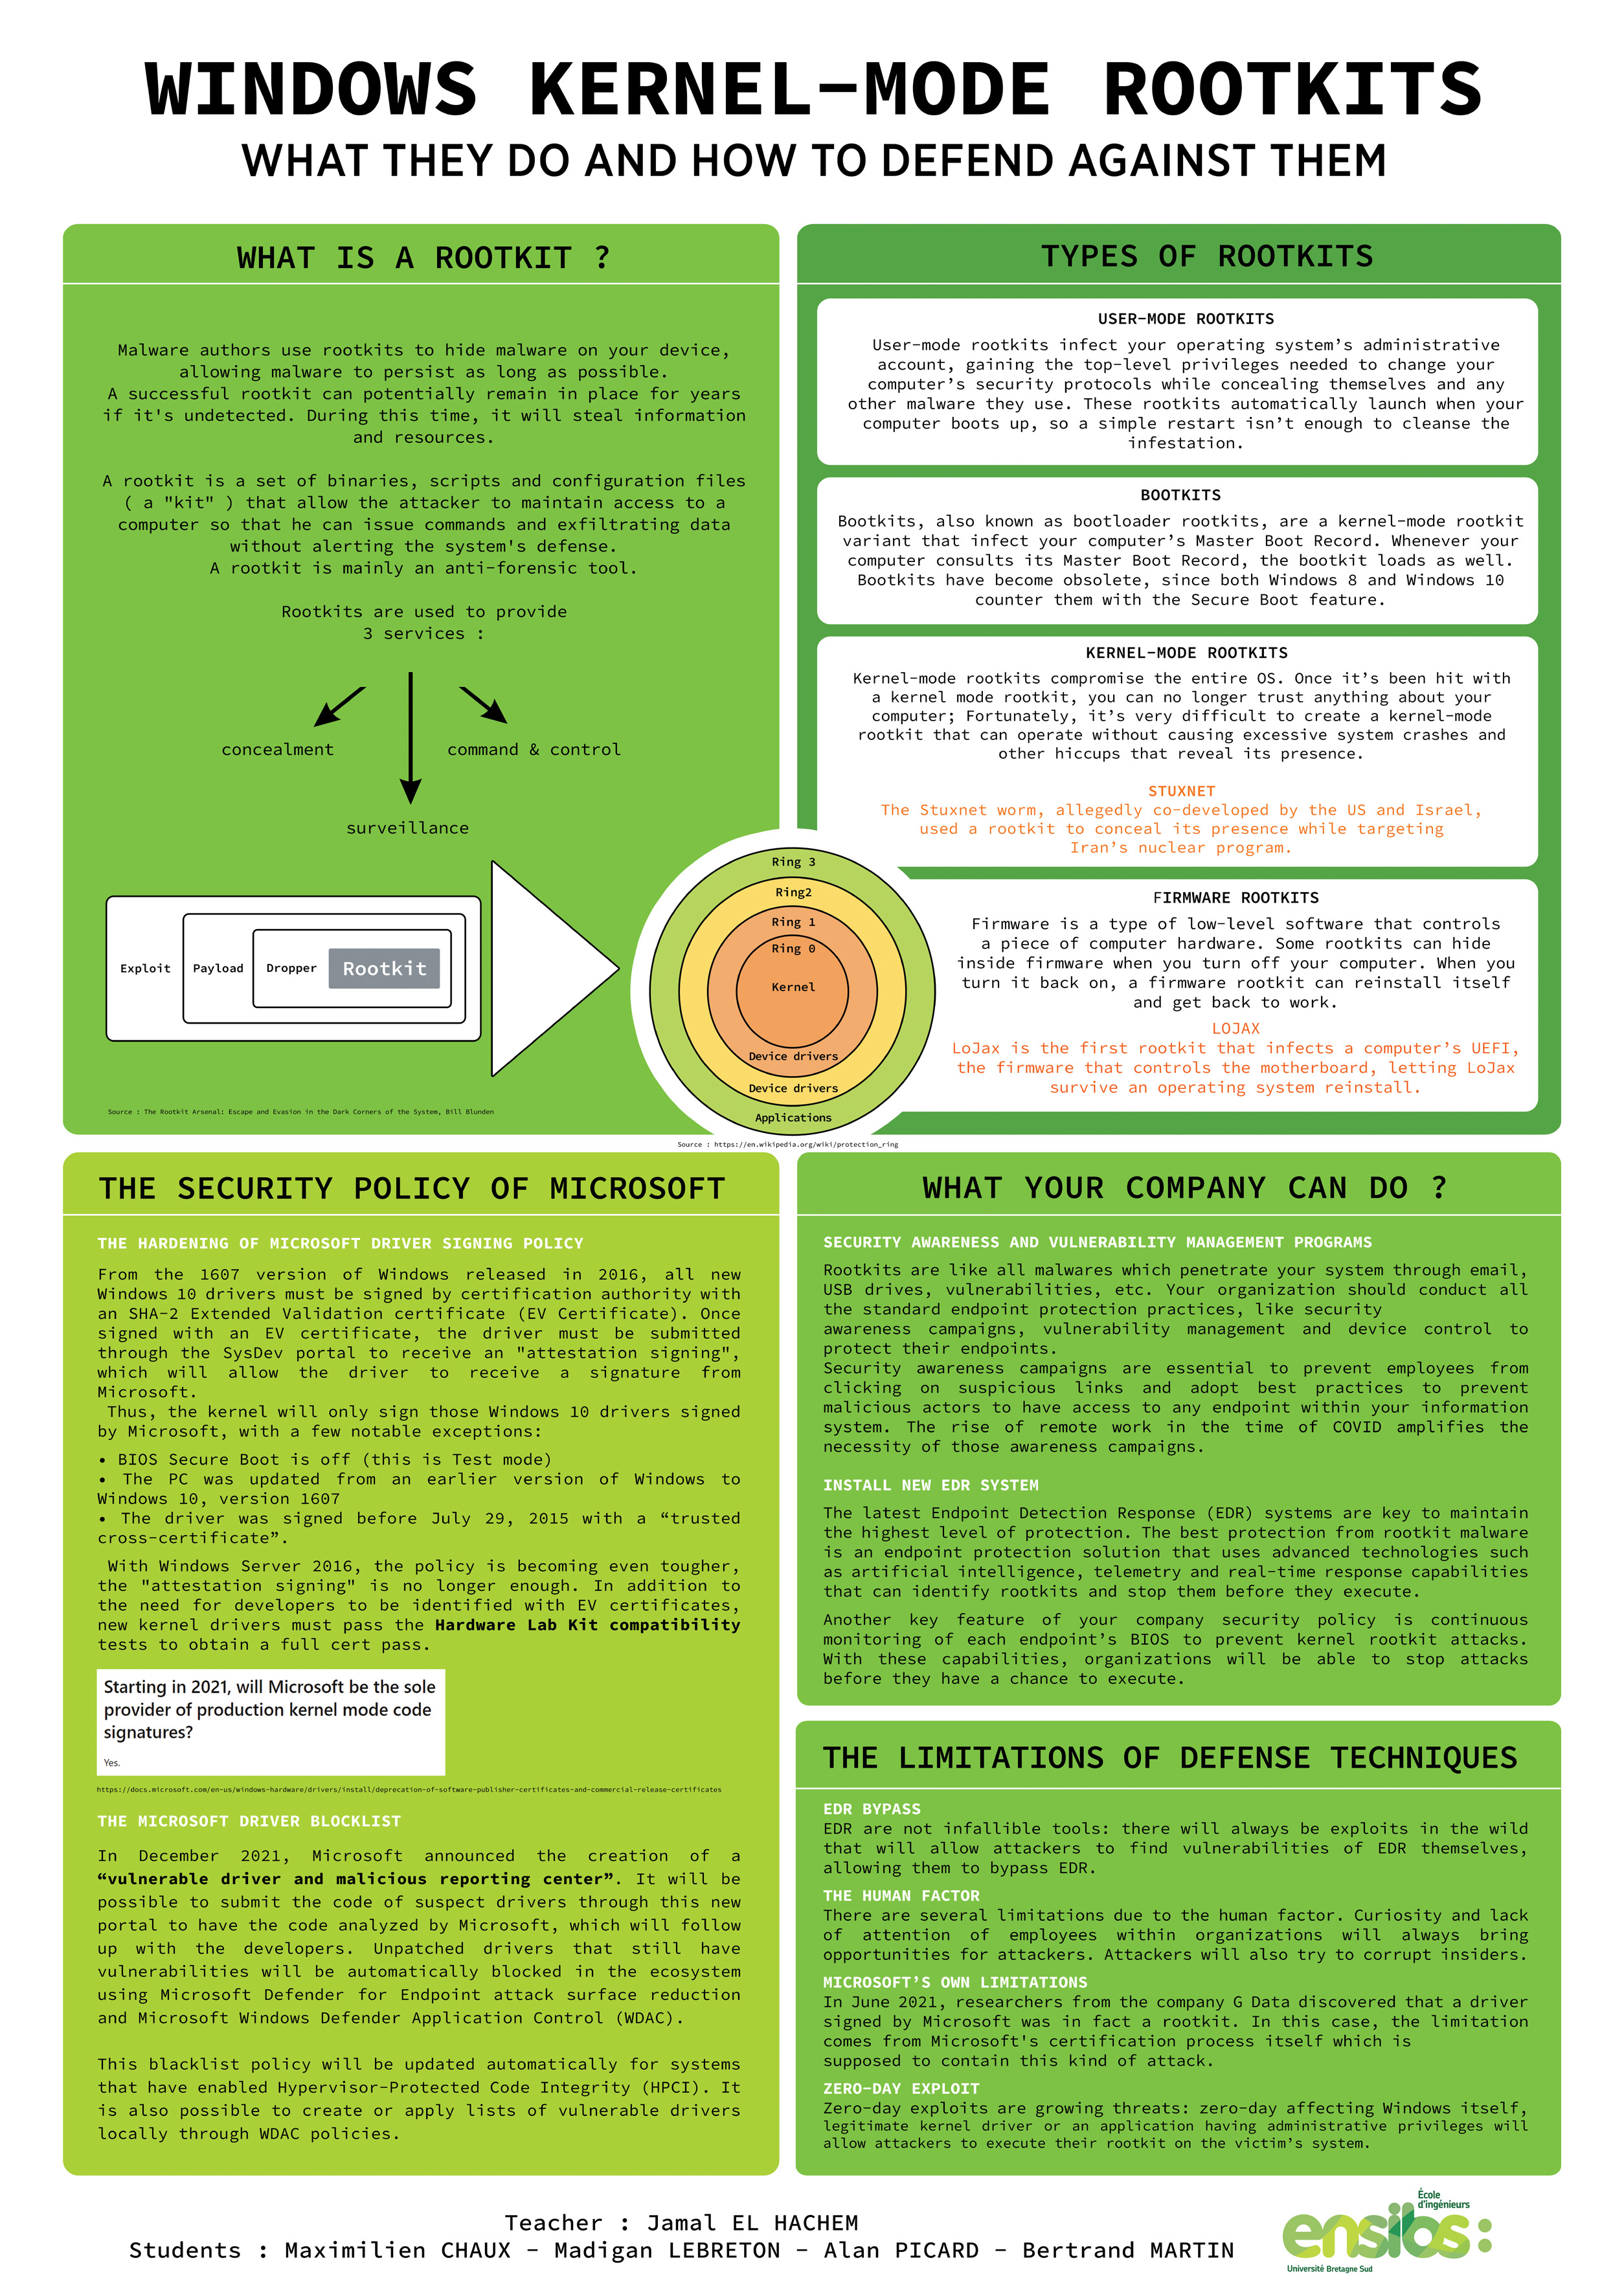 WINDOWS KERNEL-MODE ROOTKITS
WHAT THEY DO AND HOW TO DEFEND AGAINST THEM
WHAT IS A ROOTKIT ?
Malware authors use rootkits to hide malware on your device,
allowing malware to persist as long as possible.
A successful rootkit can potentially remain in place for years
if it's undetected. During this time, it will steal information
and resources.
A rootkit is a set of binaries, scripts and configuration files
( a "kit" ) that allow the attacker to maintain access to a
computer so that he can issue commands and exfiltrating data
without alerting the system's defense.
A rootkit is mainly an anti-forensic tool.
Rootkits are used to provide
3 services :
concealment
command & control
surveillance
Exploit
Payload
Dropper
Rootkit
Source : The Rootkit Arsenal: Escape and Evasion in the Dark Corners of the System, Bill Blunden
Ring 3
Ring2
Ring 1
Ring 0
Kernel
Device drivers
Device drivers
Applications
Source : https://en.wikipedia.org/wiki/protection_ring
TYPES OF ROOTKITS
USER-MODE ROOTKITS
User-mode rootkits infect your operating system’s administrative
account, gaining the top-level privileges needed to change your
computer’s security protocols while concealing themselves and any
other malware they use. These rootkits automatically launch when your
computer boots up, so a simple restart isn’t enough to cleanse the
infestation.
BOOTKITS
Bootkits, also known as bootloader rootkits, are a kernel-mode rootkit
variant that infect your computer’s Master Boot Record. Whenever your
computer consults its Master Boot Record, the bootkit loads as well.
Bootkits have become obsolete, since both Windows 8 and Windows 10
counter them with the Secure Boot feature.
KERNEL-MODE ROOTKITS
Kernel-mode rootkits compromise the entire OS. Once it’s been hit with
a kernel mode rootkit, you can no longer trust anything about your
computer; Fortunately, it’s very difficult to create a kernel-mode
rootkit that can operate without causing excessive system crashes and
other hiccups that reveal its presence.
STUXNET
The Stuxnet worm, allegedly co-developed by the US and Israel,
used a rootkit to conceal its presence while targeting
Iran’s nuclear program.
FIRMWARE ROOTKITS
Firmware is a type of low-level software that controls
a piece of computer hardware. Some rootkits can hide
inside firmware when you turn off your computer. When you
turn it back on, a firmware rootkit can reinstall itself
and get back to work.
LOJAX
LoJax is the first rootkit that infects a computer’s UEFI,
the firmware that controls the motherboard, letting LoJax
survive an operating system reinstall.
THE SECURITY POLICY OF MICROSOFT
THE HARDENING OF MICROSOFT DRIVER SIGNING POLICY
From the 1607 version of Windows released in 2016, all new
Windows 10 drivers must be signed by certification authority with
an SHA-2 Extended Validation certificate (EV Certificate). Once
signed with an EV certificate, the driver must be submitted
through the SysDev portal to receive an "attestation signing",
which will allow the driver to receive a signature from
Microsoft.
Thus, the kernel will only sign those Windows 10 drivers signed
by Microsoft, with a few notable exceptions:
• BIOS Secure Boot is off (this is Test mode)
• The PC was updated from an earlier version of Windows to
Windows 10, version 1607
• The driver was signed before July 29, 2015 with a “trusted
cross-certificate”.
With Windows Server 2016, the policy is becoming even tougher,
the "attestation signing" is no longer enough. In addition to
the need for developers to be identified with EV certificates,
new kernel drivers must pass the Hardware Lab Kit compatibility
tests to obtain a full cert pass.
Starting in 2021, will Microsoft be the sole
provider of production kernel mode code
signatures?
Yes.
https://docs.microsoft.com/en-us/windows-hardware/drivers/install/deprecation-of-software-publisher-certificates-and-commercial-release-certificates
THE MICROSOFT DRIVER BLOCKLIST
In December 2021, Microsoft announced the creation of a
“vulnerable driver and malicious reporting center”. It will be
possible to submit the code of suspect drivers through this new
portal to have the code analyzed by Microsoft, which will follow
up with the developers. Unpatched drivers that still have
vulnerabilities will be automatically blocked in the ecosystem
using Microsoft Defender for Endpoint attack surface reduction
and Microsoft Windows Defender Application Control (WDAC).
This blacklist policy will be updated automatically for systems
that have enabled Hypervisor-Protected Code Integrity (HPCI). It
is also possible to create or apply lists of vulnerable drivers
locally through WDAC policies.
WHAT YOUR COMPANY CAN DO ?
SECURITY AWARENESS AND VULNERABILITY MANAGEMENT PROGRAMS
Rootkits are like all malwares which penetrate your system through email,
USB drives, vulnerabilities, etc. Your organization should conduct all
the standard endpoint protection practices, like security
awareness campaigns, vulnerability management and device control to
protect their endpoints.
Security awareness campaigns are essential to prevent employees from
clicking on suspicious links and adopt best practices to prevent
malicious actors to have access to any endpoint within your information
system. The rise of remote work in the time of COVID amplifies the
necessity of those awareness campaigns.
INSTALL NEW EDR SYSTEM
The latest Endpoint Detection Response (EDR) systems are key to maintain
the highest level of protection. The best protection from rootkit malware
is an endpoint protection solution that uses advanced technologies such
as artificial intelligence, telemetry and real-time response capabilities
that can identify rootkits and stop them before they execute.
Another key feature of your company security policy is continuous
monitoring of each endpoint’s BIOS to prevent kernel rootkit attacks.
With these capabilities, organizations will be able to stop attacks
before they have a chance to execute.
THE LIMITATIONS OF DEFENSE TECHNIQUES
EDR BYPASS
EDR are not infallible tools: there will always be exploits in the wild
that will allow attackers to find vulnerabilities of EDR themselves,
allowing them to bypass EDR.
THE HUMAN FACTOR
There are several limitations due to the human factor. Curiosity and lack
of attention of employees within organizations will always bring
opportunities for attackers. Attackers will also try to corrupt insiders.
MICROSOFT’S OWN LIMITATIONS
In June 2021, researchers from the company G Data discovered that a driver
signed by Microsoft was in fact a rootkit. In this case, the limitation
comes from Microsoft's certification process itself which is
supposed to contain this kind of attack.
ZERO-DAY EXPLOIT
Zero-day exploits are growing threats: zero-day affecting Windows itself,
legitimate kernel driver or an application having administrative privileges will
allow attackers to execute their rootkit on the victim’s system.
Teacher : Jamal EL HACHEM
Students : Maximilien CHAUX - Madigan LEBRETON - Alan PICARD - Bertrand MARTIN
École
d'ingénieurs
ensibs:
Université Bretagne Sud